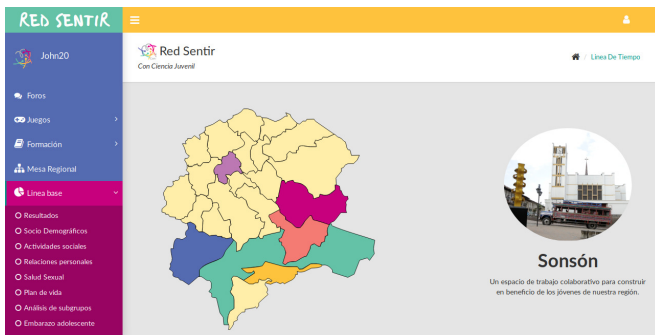 RED SENTIR
John20
Foros
Juegos
Formación
Mesa Regional
Linea base
Resultados
Socio Demográficos
Actividades sociales
Relaciones personales
Salud Sexual
Plan de vida
Análisis de subgrupos
Embarazo adolescente
Red Sentir
Con Ciencia Juvenil
/ Linea De Tiempo
Sonsón
Un espacio de trabajo colaborativo para construir
en beneficio de los jóvenes de nuestra región.